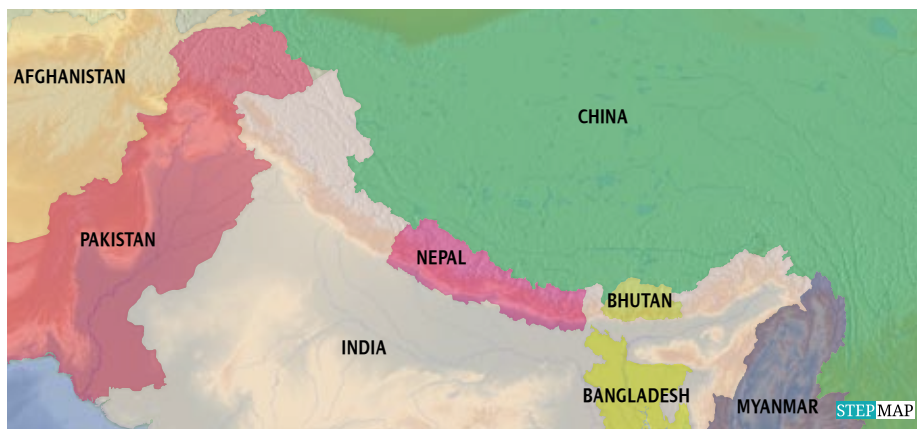 AFGHANISTAN
CHINA
PAKISTAN
NEPAL
BHUTAN
INDIA
BANGLADESH
MYANMAR
STEPMAP